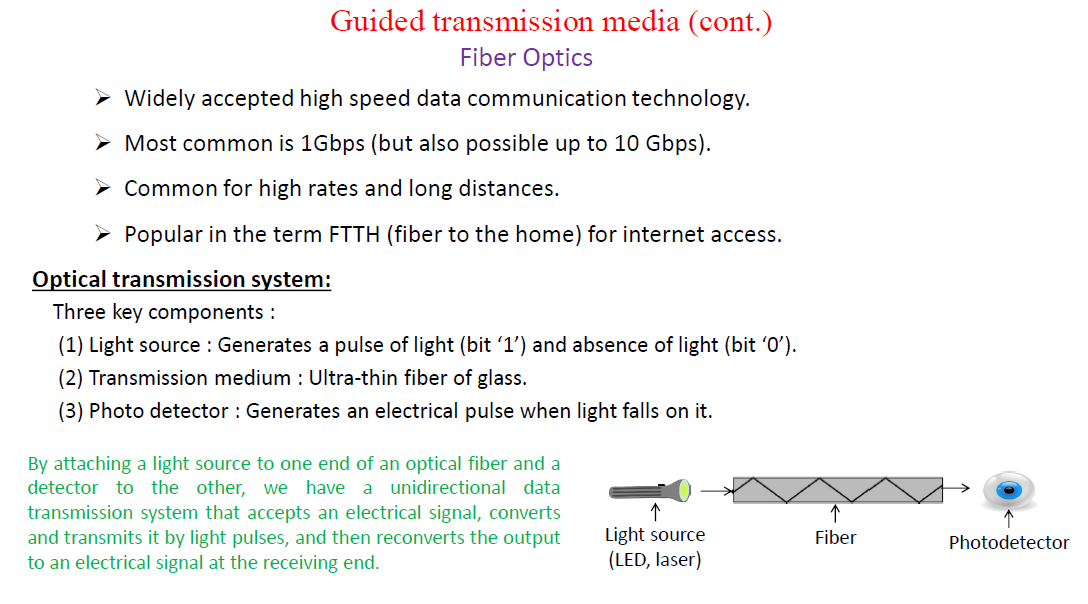 Guided transmission media (cont.)
Fiber Optics
➢ Widely accepted high speed data communication technology.
➢ Most common is 1Gbps (but also possible up to 10 Gbps).
➢ Common for high rates and long distances.
➢ Popular in the term FTTH (fiber to the home) for internet access.
Optical transmission system:
Three key components :
(1) Light source : Generates a pulse of light (bit ‘1’) and absence of light (bit ‘0’).
(2) Transmission medium : Ultra-thin fiber of glass.
(3) Photo detector : Generates an electrical pulse when light falls on it.
By attaching a light source to one end of an optical fiber and a
detector to the other, we have a unidirectional data
transmission system that accepts an electrical signal, converts
and transmits it by light pulses, and then reconverts the output
to an electrical signal at the receiving end.
Light source
(LED, laser)
Fiber
Photodetector